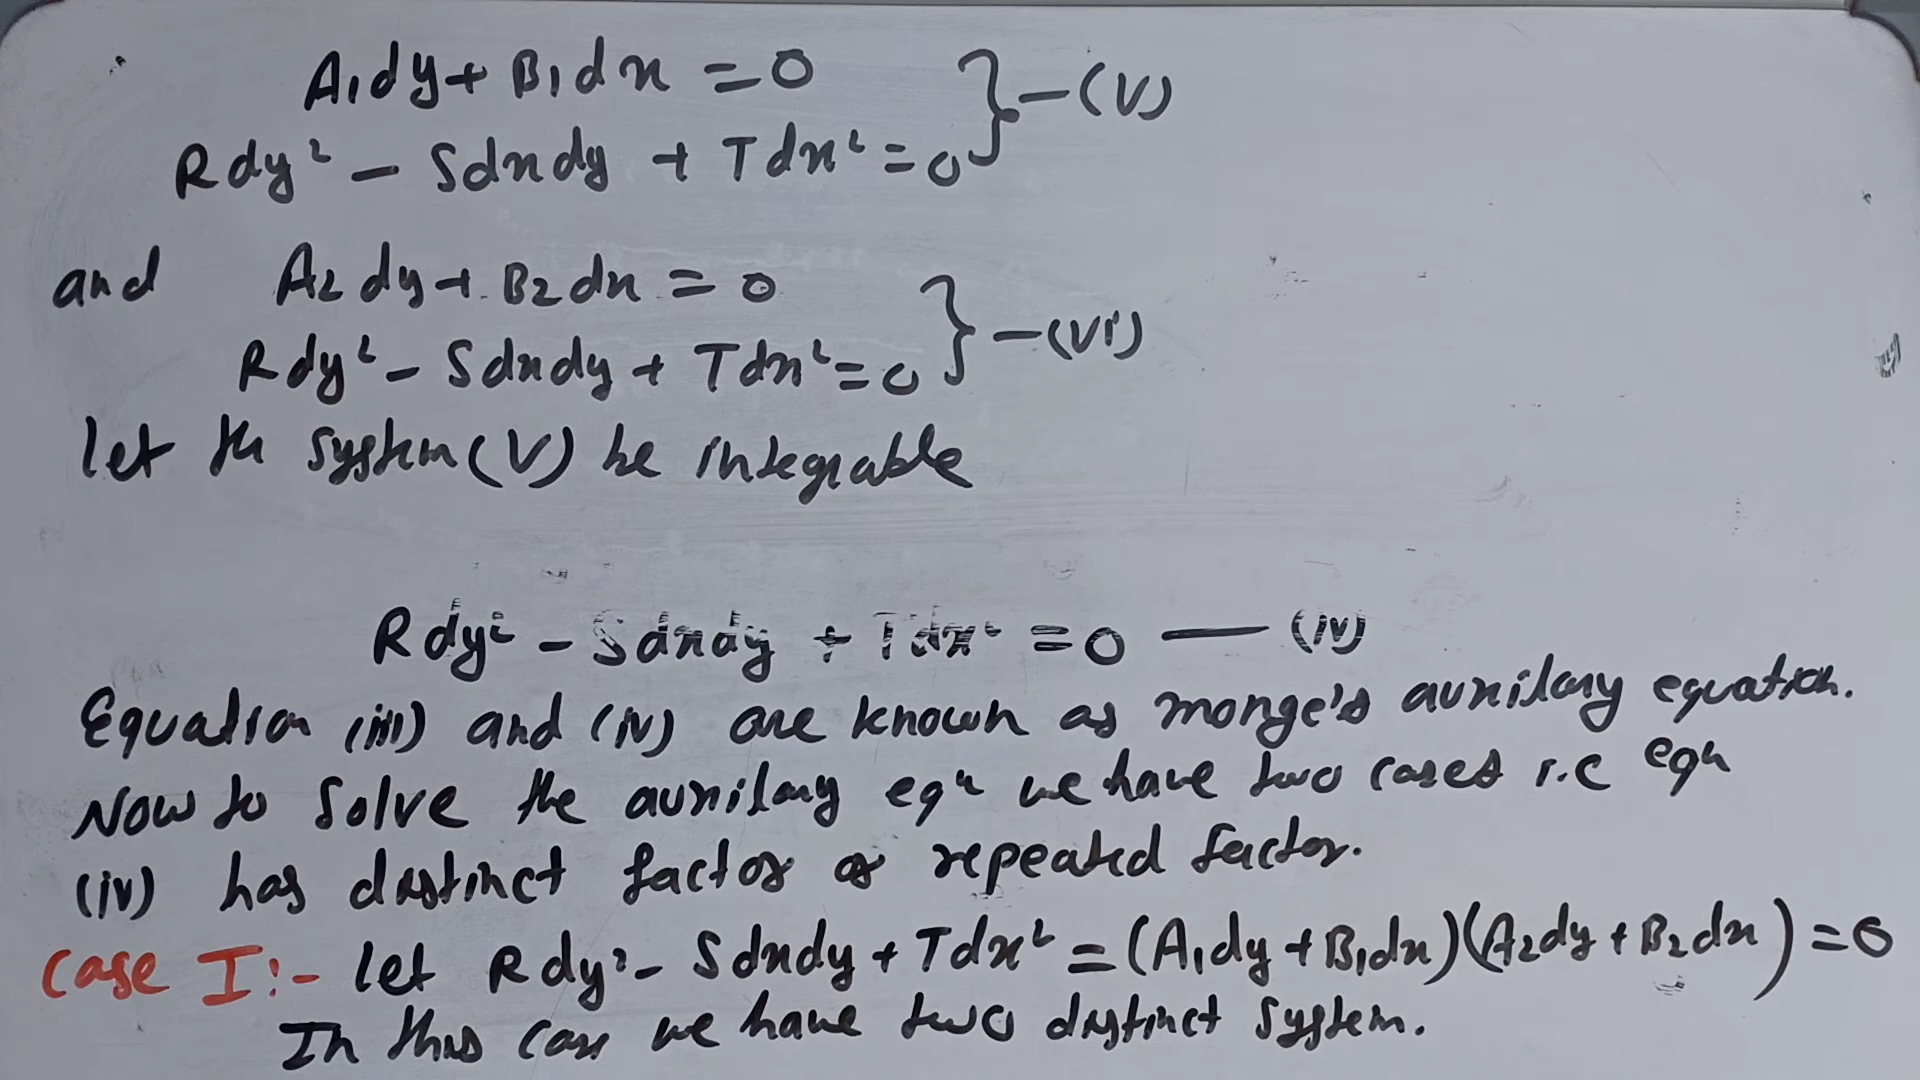 A₁dy + B₁dx = 0
Rdy² - Sdxdy + Tdx² = 0 } - (V)
and A₂dy + B₂dx = 0
Rdy² - Sdxdy + Tdx² = 0 } - (VI)
let the system (V) be integrable
Rdy² - Sdxdy + Tdx² = 0 — (iv)
Equation (iii) and (iv) are known as monge's auxilary equation.
Now to solve the auxilary eqn we have two cases i.e eqn
(iv) has distinct factor or repeated factor.
Case I:- let Rdy² - Sdxdy + Tdx² = (A₁dy + B₁dx)(A₂dy + B₂dx) = 0
In this case we have two distinct system.